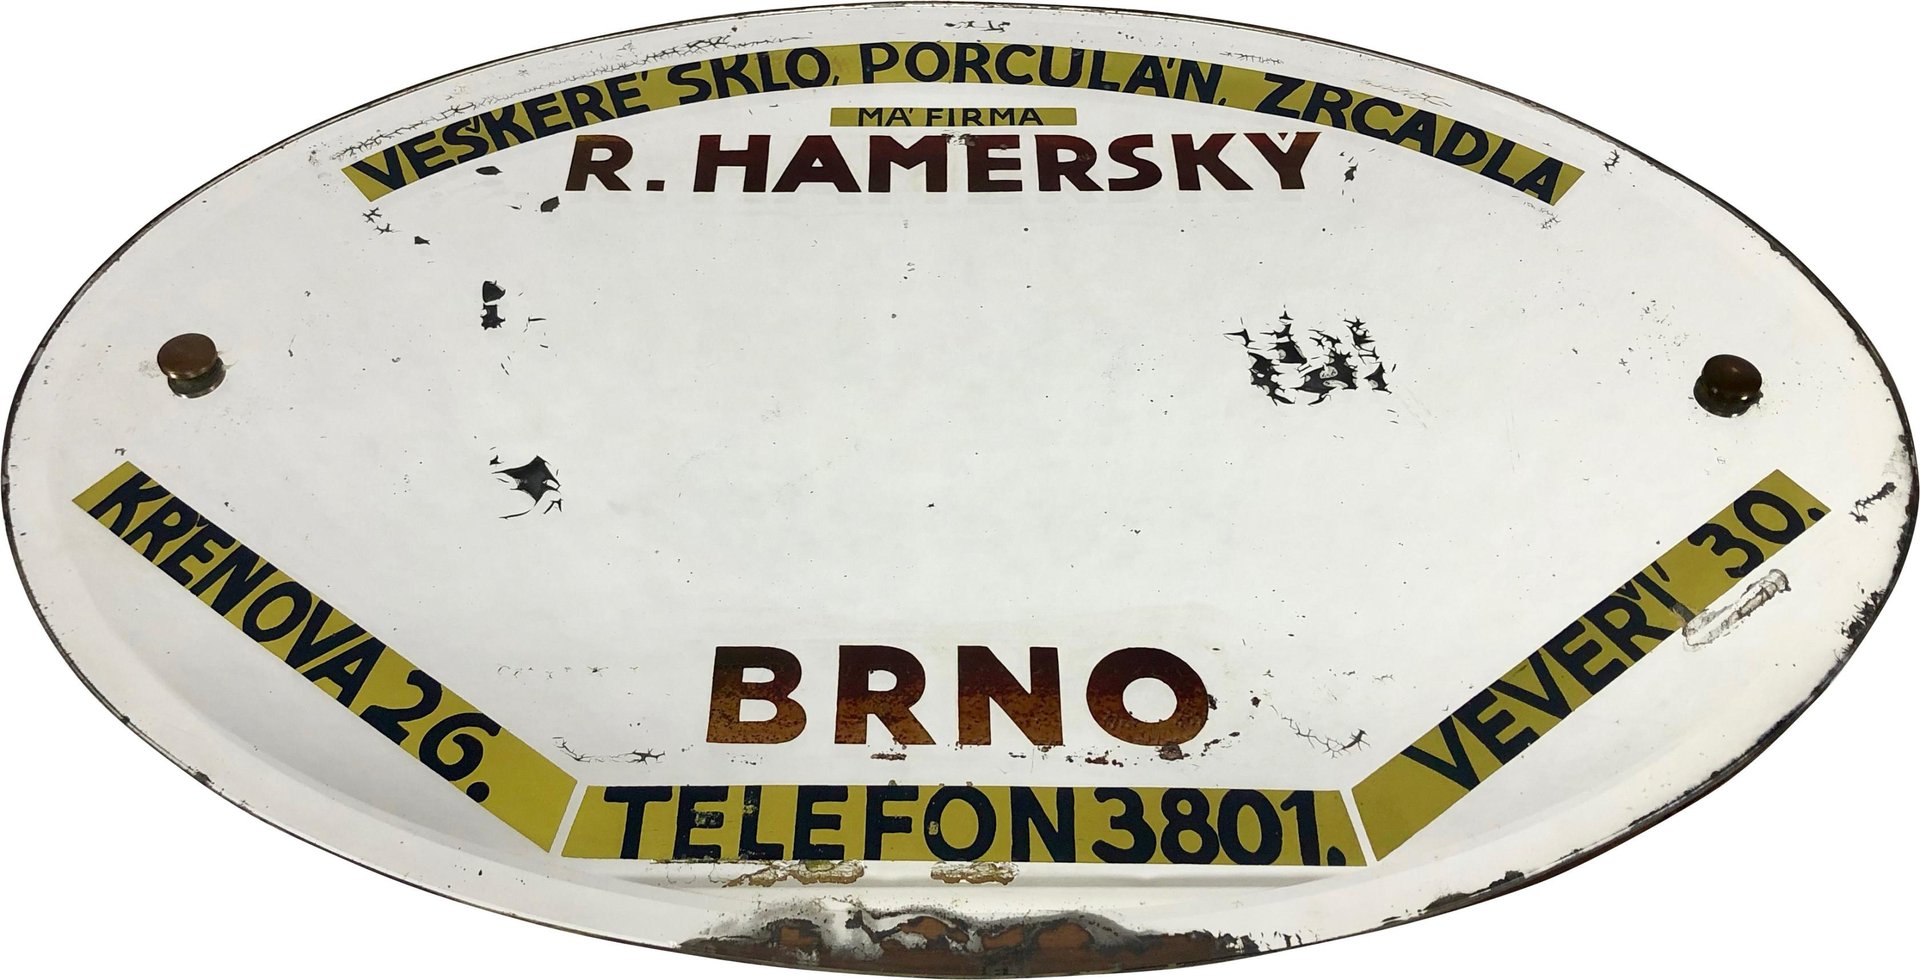 VEŠKERÉ SKLO, PORCULÁN, ZRCADLA
MÁ FIRMA
R. HAMERSKÝ
BRNO
KŘENOVA 26.
TELEFON 3801.
VEVEŘÍ 30.